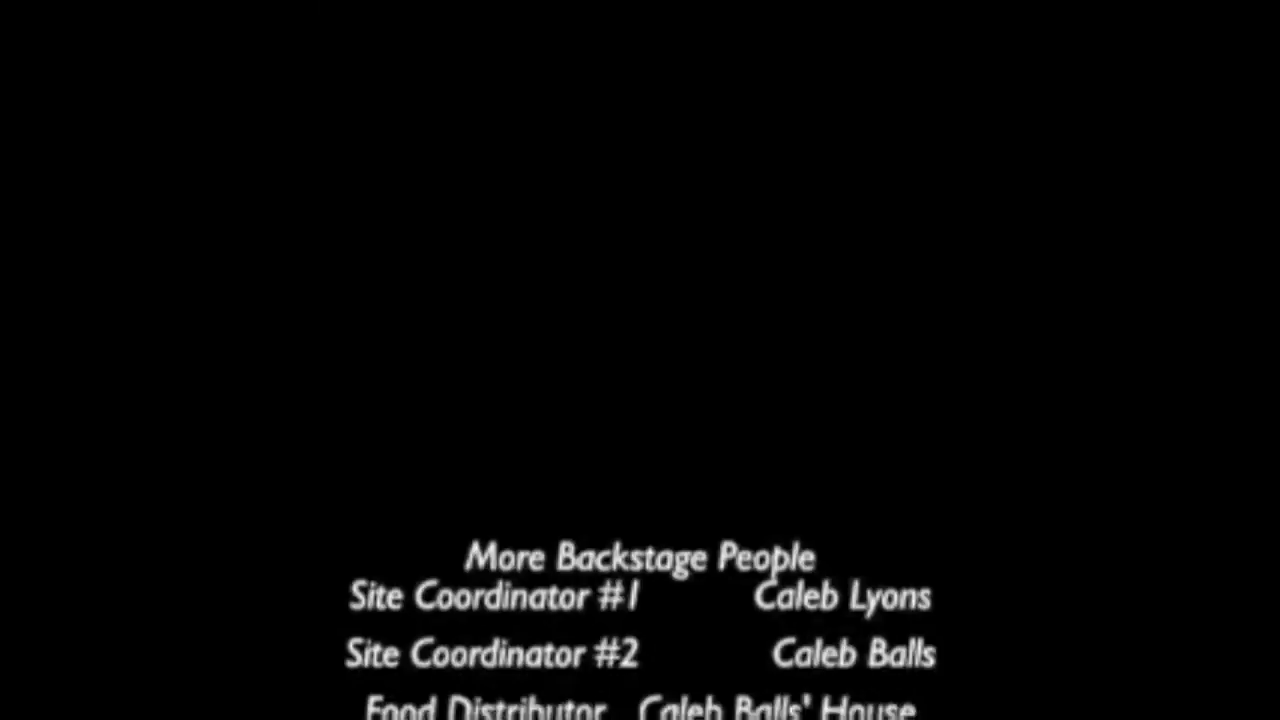 More Backstage People
Site Coordinator #1 Caleb Lyons
Site Coordinator #2 Caleb Balls
Food Distributor Caleb Balls' House